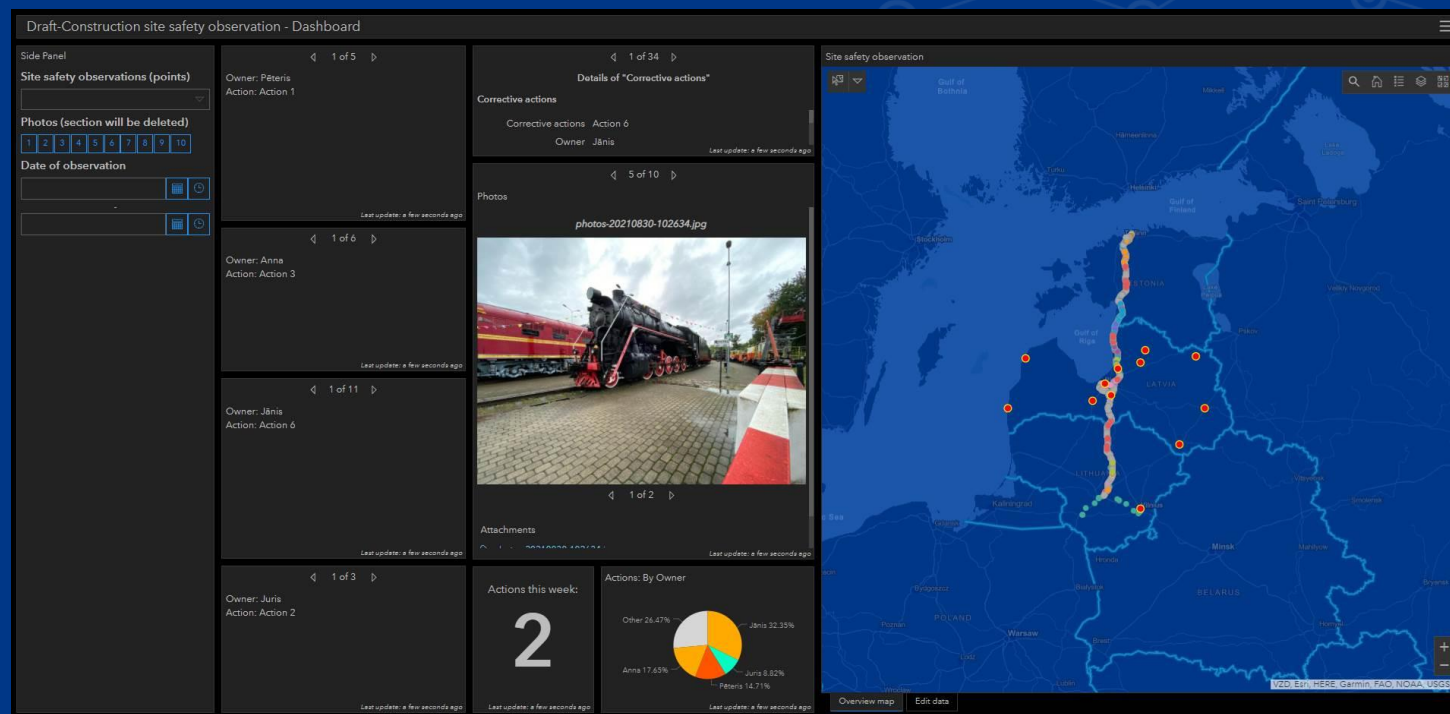 Draft-Construction site safety observation - Dashboard
Side Panel
Site safety observations (points)
Photos (section will be deleted)
1 2 3 4 5 6 7 8 9 10
Date of observation
-
1 of 5
Owner: Pēteris
Action: Action 1
Last update: a few seconds ago
1 of 6
Owner: Anna
Action: Action 3
Last update: a few seconds ago
1 of 11
Owner: Jānis
Action: Action 6
Last update: a few seconds ago
1 of 3
Owner: Juris
Action: Action 2
Last update: a few seconds ago
1 of 34
Details of "Corrective actions"
Corrective actions
Corrective actions Action 6
Owner Jānis
Last update: a few seconds ago
5 of 10
Photos
photos-20210830-102634.jpg
1 of 2
Attachments
Last update: a few seconds ago
Actions this week:
2
Last update: a few seconds ago
Actions: By Owner
Other 26.47%
Jānis 32.35%
Anna 17.65%
Juris 8.82%
Pēteris 14.71%
Last update: a few seconds ago
Site safety observation
Gulf of
Bothnia
Hämeenlinna
Turku
Helsinki
Gulf of
Finland
Saint Petersburg
Stockholm
ESTONIA
Velikiy Novgorod
Gulf of
Riga
Pskov
LATVIA
Kaliningrad
Vilnius
Minsk
Hrodna
BELARUS
Bydgoszcz
POLAND
Poznań
Warsaw
Brest
Lublin
VZD, Esri, HERE, Garmin, FAO, NOAA, USGS
Overview map
Edit data